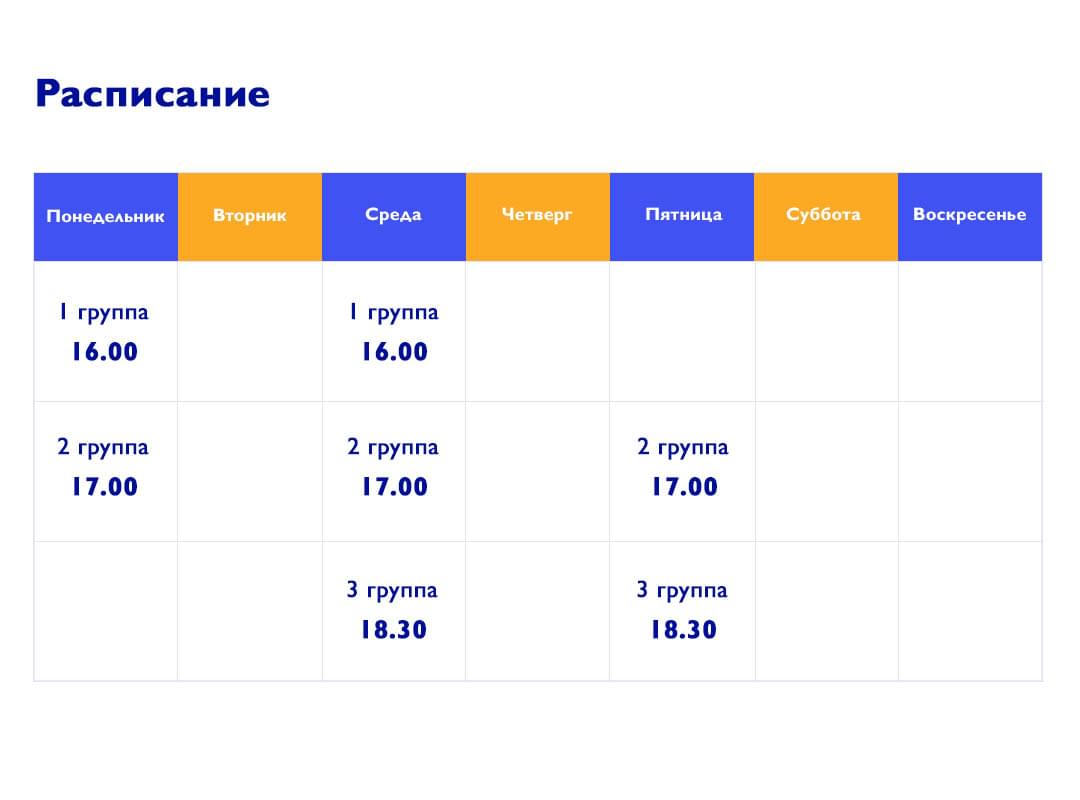 Расписание
Понедельник Вторник Среда Четверг Пятница Суббота Воскресенье
1 группа 1 группа
16.00 16.00
2 группа 2 группа 2 группа
17.00 17.00 17.00
3 группа 3 группа
18.30 18.30